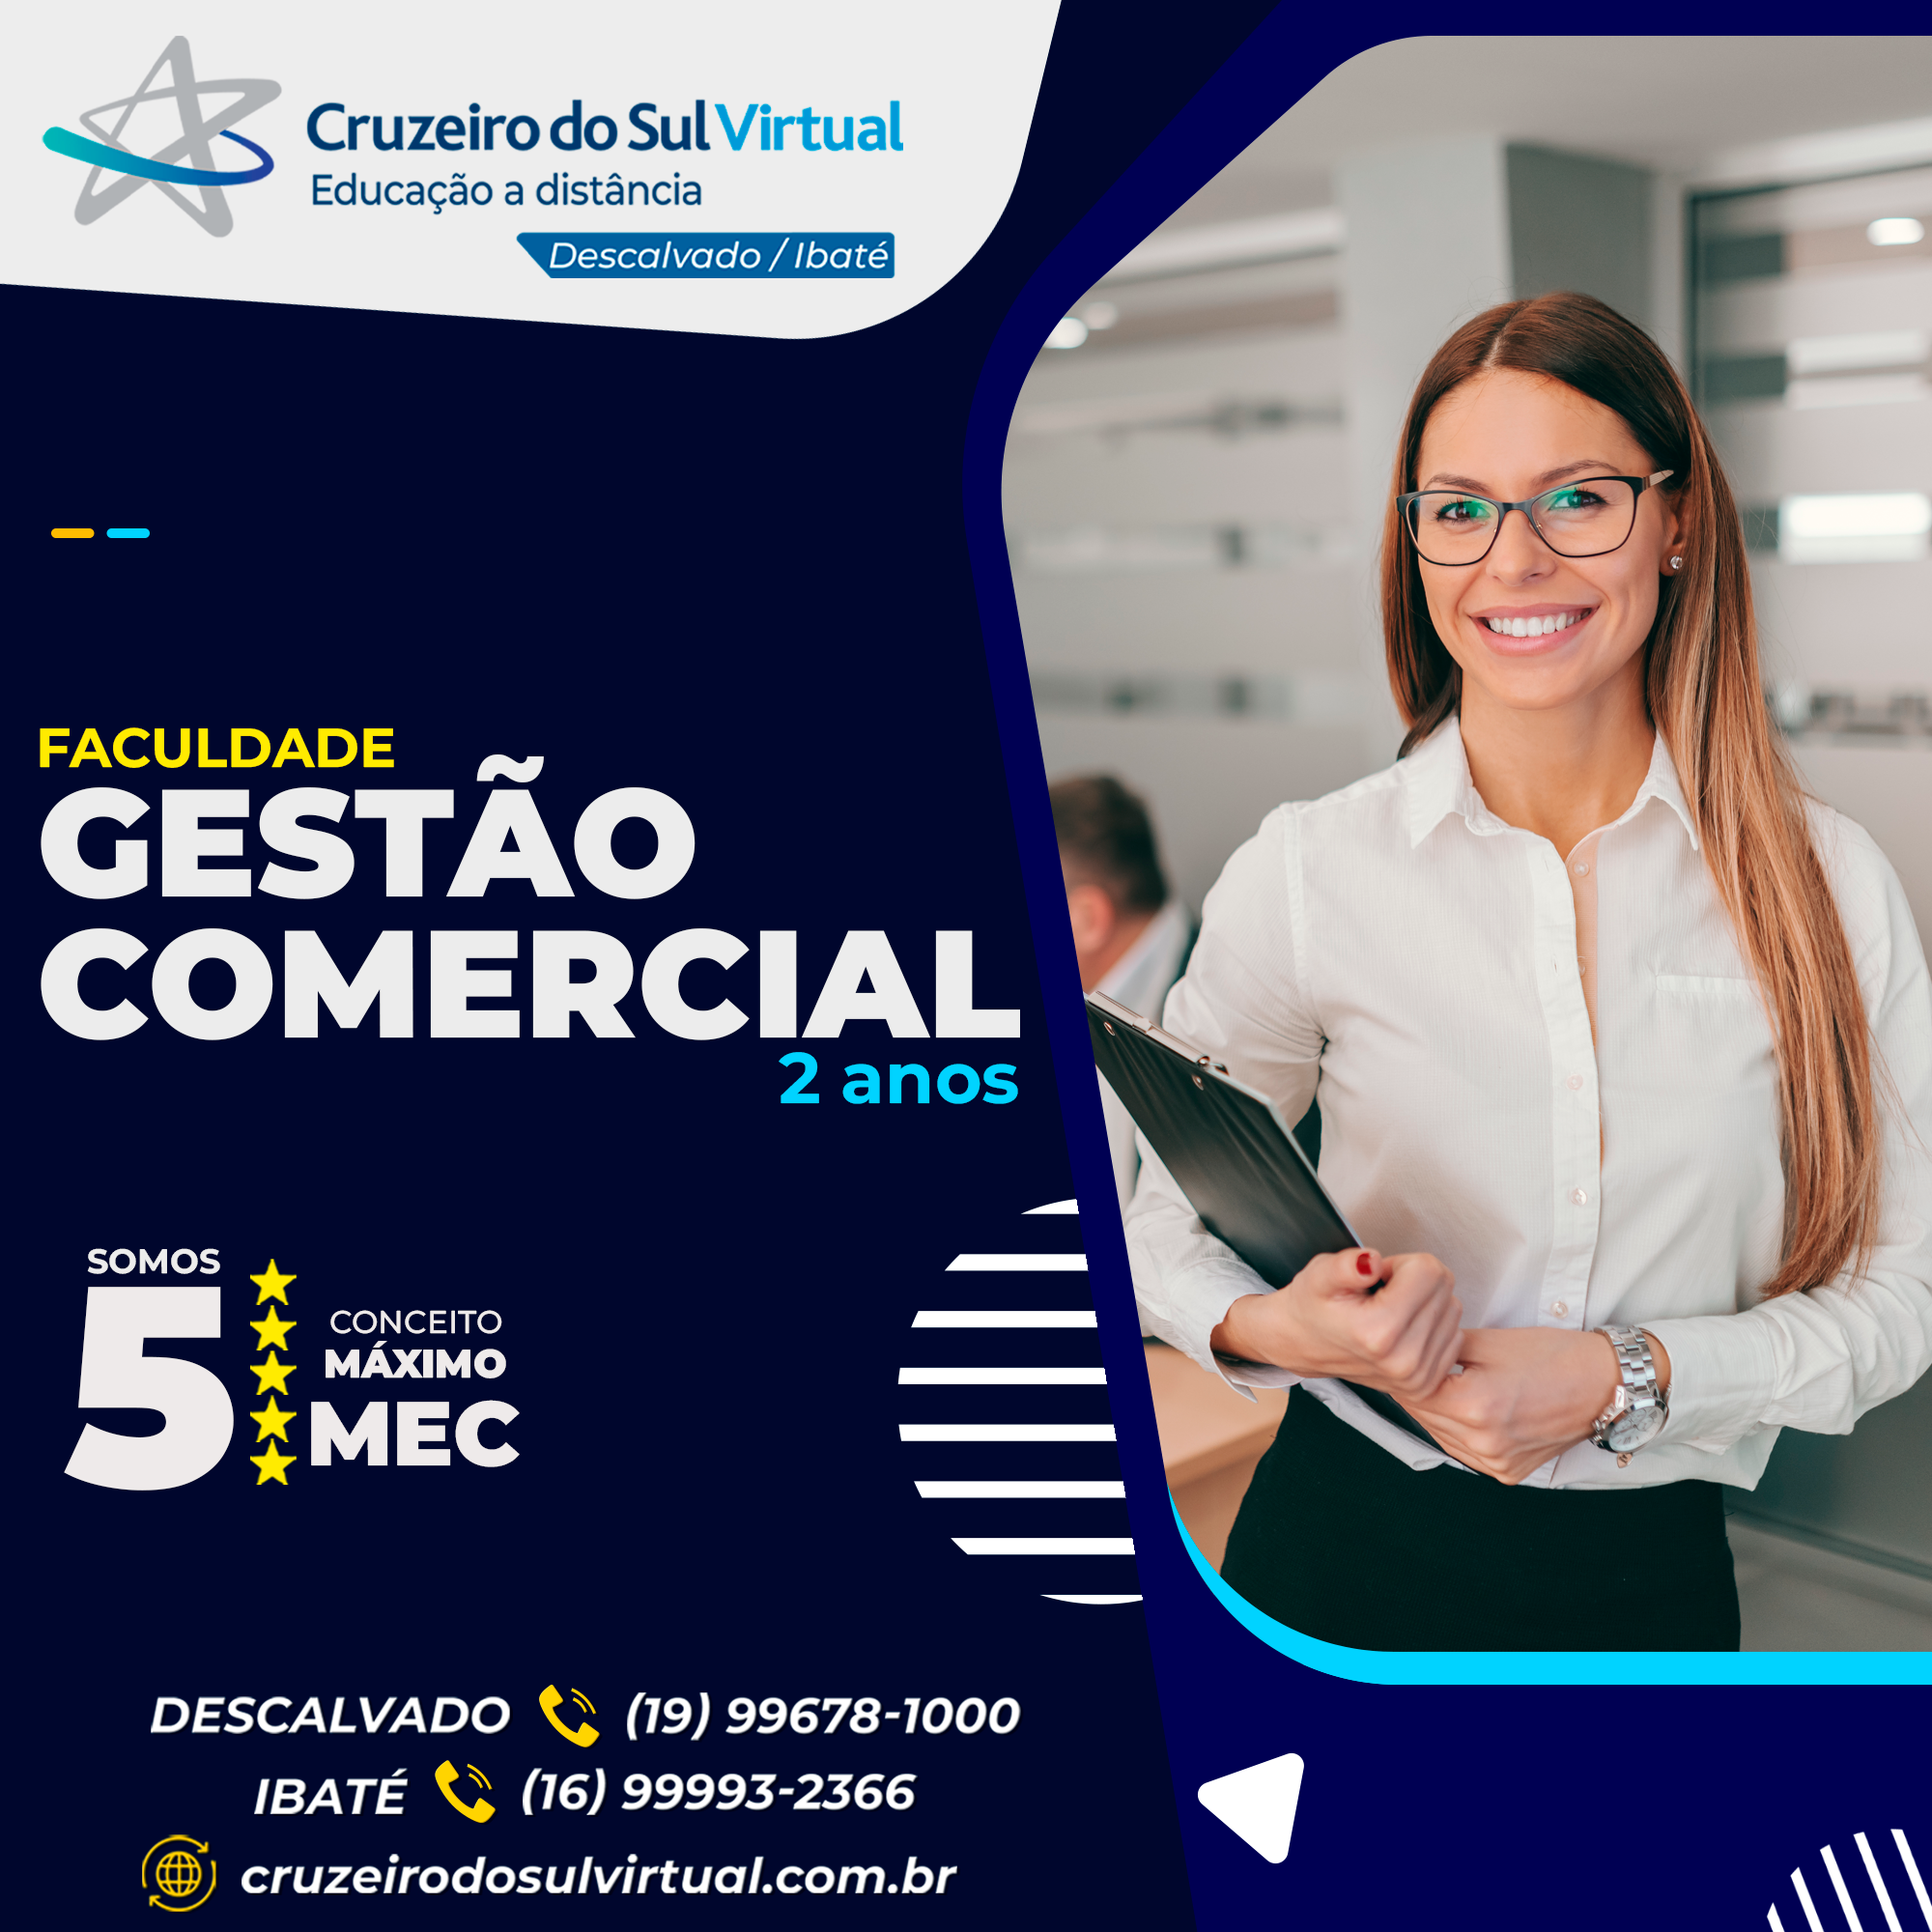 Cruzeiro do Sul Virtual
Educação a distância
Descalvado / Ibaté
FACULDADE
GESTÃO
COMERCIAL
2 anos
SOMOS
5
CONCEITO
MÁXIMO
MEC
DESCALVADO (19) 99678-1000
IBATÉ (16) 99993-2366
cruzeirodosulvirtual.com.br